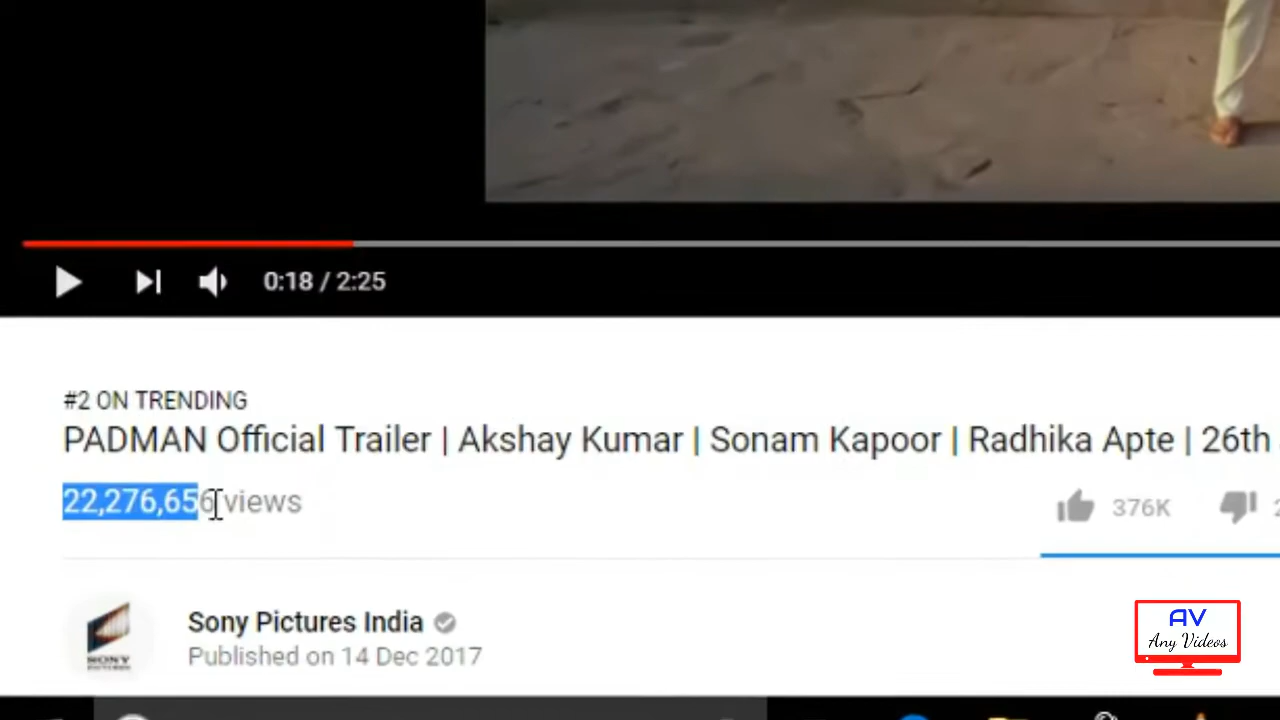 0:18 / 2:25
#2 ON TRENDING
PADMAN Official Trailer | Akshay Kumar | Sonam Kapoor | Radhika Apte | 26th
22,276,656 views
376K
Sony Pictures India
SONY
Published on 14 Dec 2017
AV
Any Videos